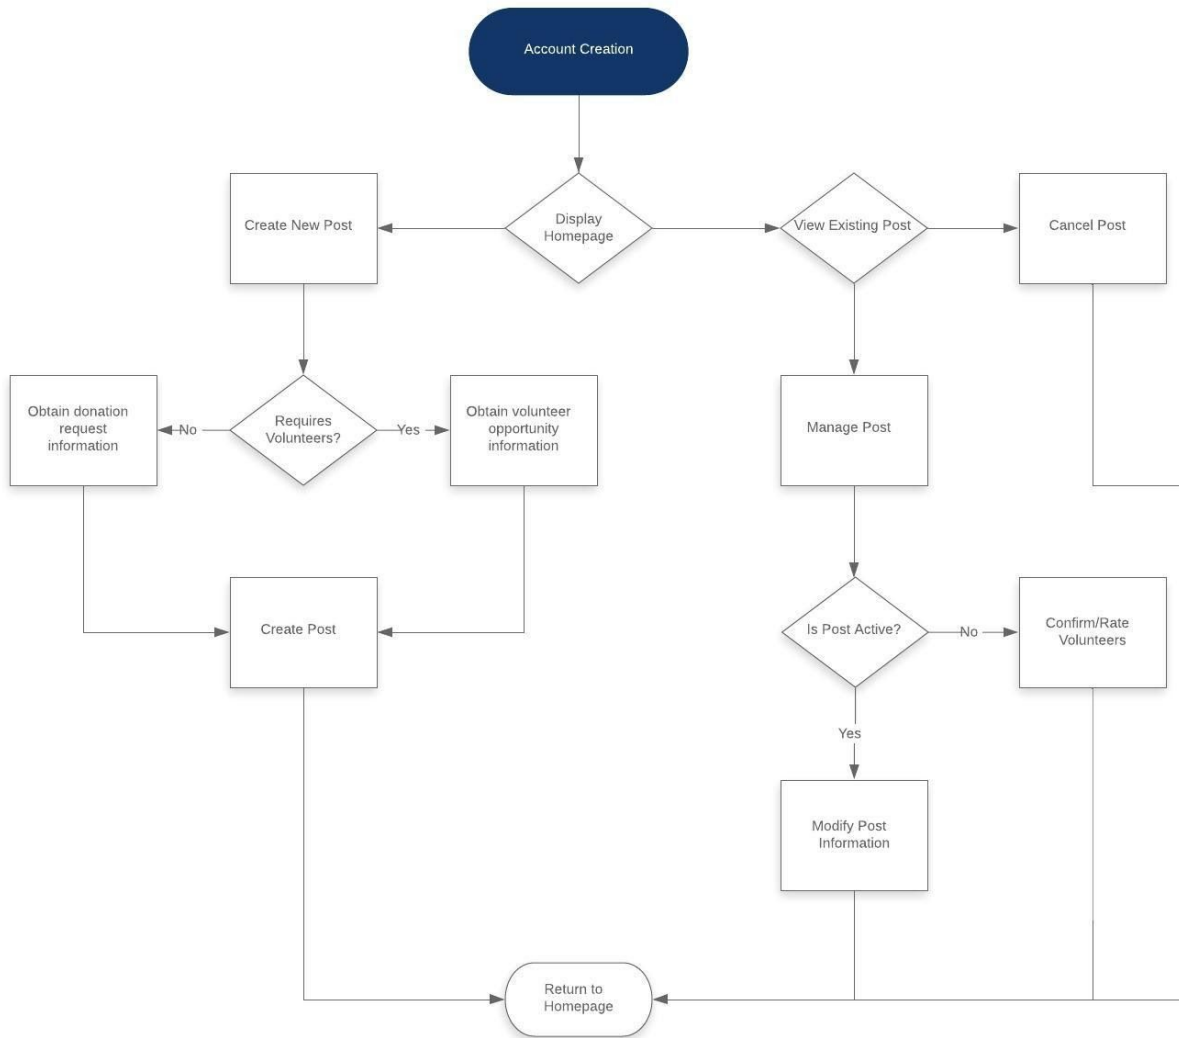 Account Creation
Create New Post
Display
Homepage
View Existing Post
Cancel Post
Obtain donation
request
information
No
Requires
Volunteers?
Yes
Obtain volunteer
opportunity
information
Manage Post
Create Post
Is Post Active?
No
Confirm/Rate
Volunteers
Yes
Modify Post
Information
Return to
Homepage